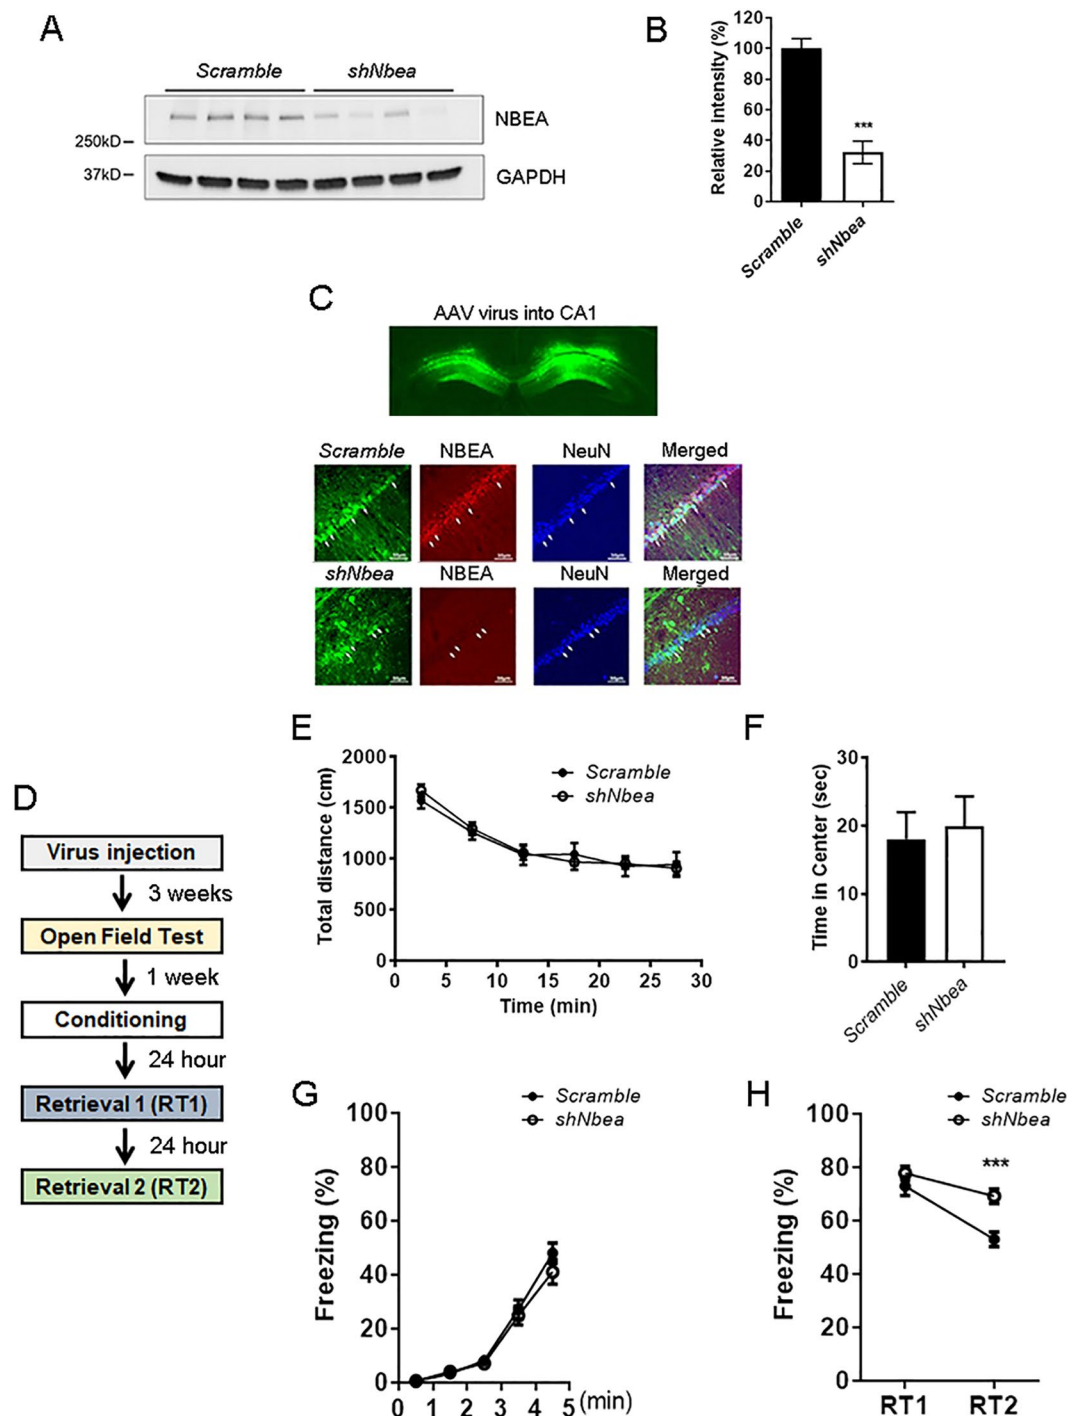 A
Scramble shNbea
NBEA
250kD
37kD
GAPDH
B
Relative intensity (%)
120
100
80
60
40
20
0
***
Scramble
shNbea
C
AAV virus into CA1
Scramble NBEA NeuN Merged
shNbea NBEA NeuN Merged
D
Virus injection
3 weeks
Open Field Test
1 week
Conditioning
24 hour
Retrieval 1 (RT1)
24 hour
Retrieval 2 (RT2)
E
Total distance (cm)
2000
1500
1000
500
0
Scramble
shNbea
0 5 10 15 20 25 30
Time (min)
F
Time in Center (sec)
30
20
10
0
Scramble
shNbea
G
Scramble
shNbea
Freezing (%)
100
80
60
40
20
0
0 1 2 3 4 5 (min)
H
Scramble
shNbea
Freezing (%)
100
80
60
40
20
0
***
RT1 RT2